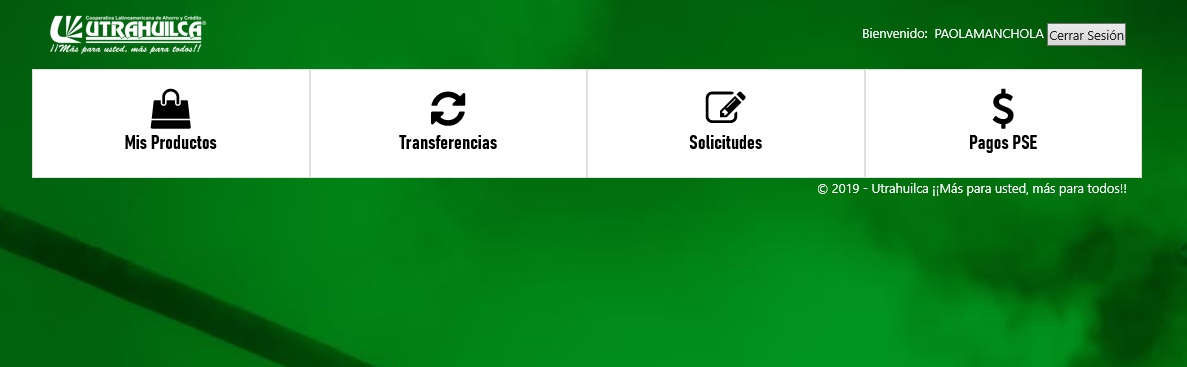 Cooperativa Latinoamericana de Ahorro y Crédito
UTRAHUILCA®
¡¡Más para usted, más para todos!!
Bienvenido: PAOLAMANCHOLA Cerrar Sesión
Mis Productos
Transferencias
Solicitudes
Pagos PSE
© 2019 - Utrahuilca ¡¡Más para usted, más para todos!!